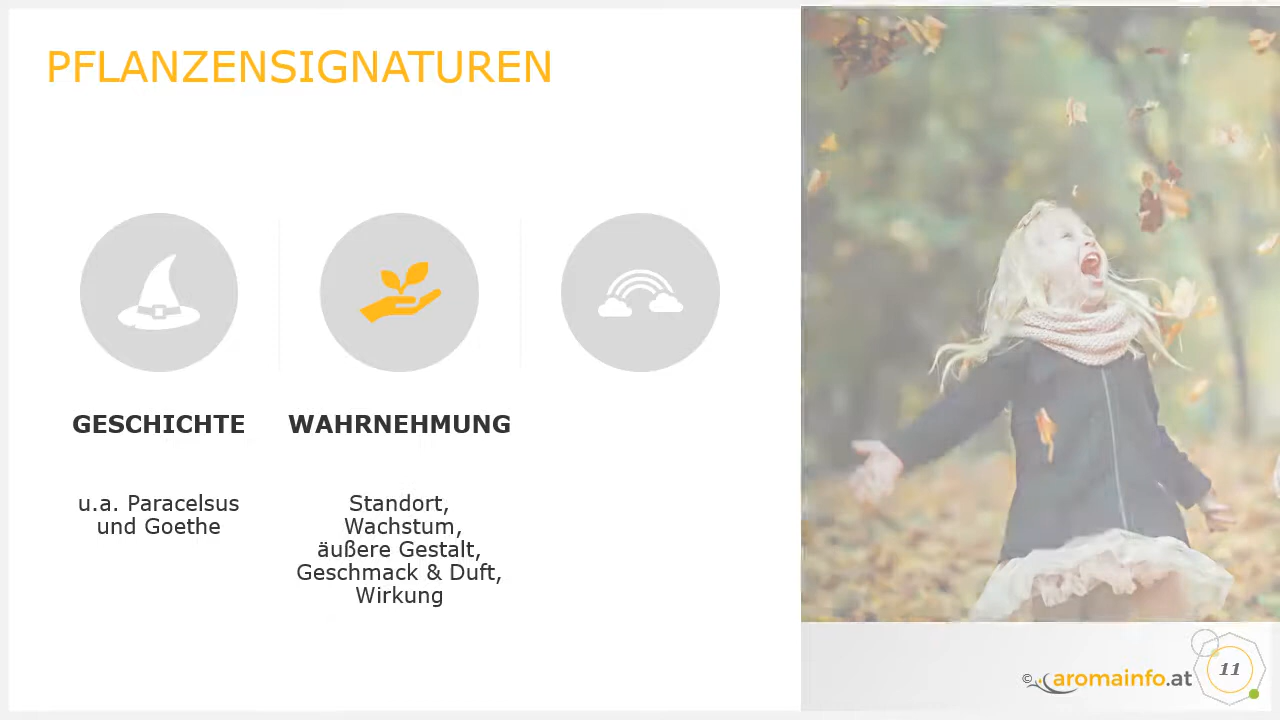 PFLANZENSIGNATUREN
GESCHICHTE
u.a. Paracelsus
und Goethe
WAHRNEHMUNG
Standort,
Wachstum,
äußere Gestalt,
Geschmack & Duft,
Wirkung
© aromainfo.at
11